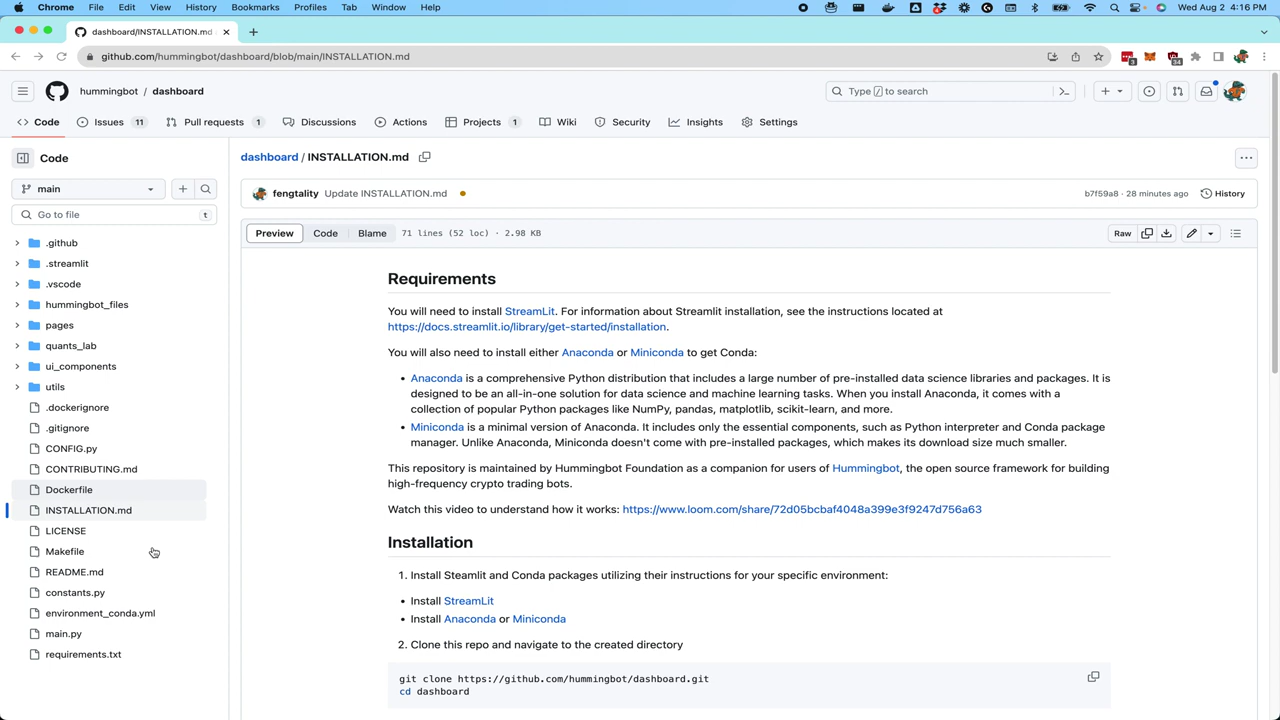 Chrome File Edit View History Bookmarks Profiles Tab Window Help Wed Aug 2 4:16 PM
dashboard/INSTALLATION.md
github.com/hummingbot/dashboard/blob/main/INSTALLATION.md
3
34
hummingbot / dashboard
Type / to search
Code
Issues 11
Pull requests 1
Discussions
Actions
Projects 1
Wiki
Security
Insights
Settings
Code
main
Go to file t
.github
.streamlit
.vscode
hummingbot_files
pages
quants_lab
ui_components
utils
.dockerignore
.gitignore
CONFIG.py
CONTRIBUTING.md
Dockerfile
INSTALLATION.md
LICENSE
Makefile
README.md
constants.py
environment_conda.yml
main.py
requirements.txt
dashboard / INSTALLATION.md
fengtality Update INSTALLATION.md b7f59a8 · 28 minutes ago History
Preview Code Blame 71 lines (52 loc) · 2.98 KB Raw
Requirements
You will need to install StreamLit. For information about Streamlit installation, see the instructions located at
https://docs.streamlit.io/library/get-started/installation.
You will also need to install either Anaconda or Miniconda to get Conda:
• Anaconda is a comprehensive Python distribution that includes a large number of pre-installed data science libraries and packages. It is
designed to be an all-in-one solution for data science and machine learning tasks. When you install Anaconda, it comes with a
collection of popular Python packages like NumPy, pandas, matplotlib, scikit-learn, and more.
• Miniconda is a minimal version of Anaconda. It includes only the essential components, such as Python interpreter and Conda package
manager. Unlike Anaconda, Miniconda doesn't come with pre-installed packages, which makes its download size much smaller.
This repository is maintained by Hummingbot Foundation as a companion for users of Hummingbot, the open source framework for building
high-frequency crypto trading bots.
Watch this video to understand how it works: https://www.loom.com/share/72d05bcbaf4048a399e3f9247d756a63
Installation
1. Install Steamlit and Conda packages utilizing their instructions for your specific environment:
• Install StreamLit
• Install Anaconda or Miniconda
2. Clone this repo and navigate to the created directory
git clone https://github.com/hummingbot/dashboard.git
cd dashboard